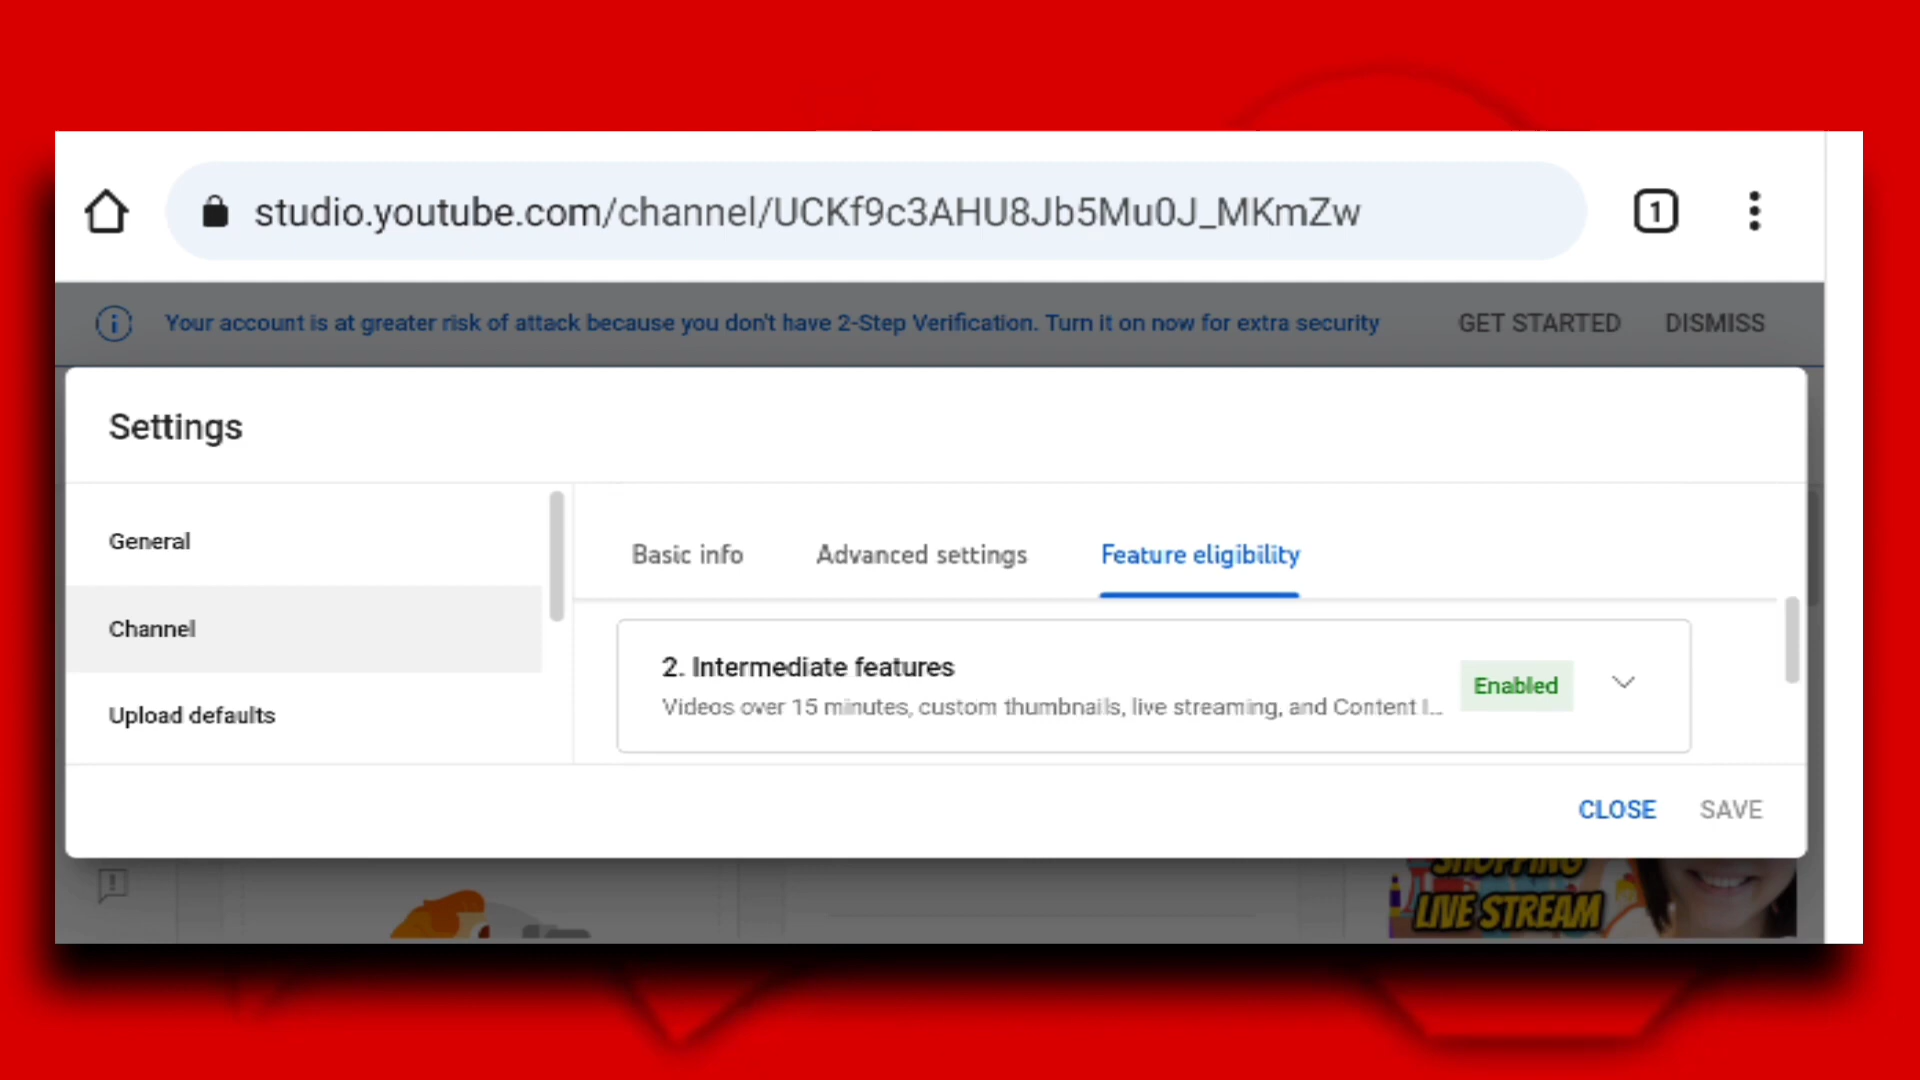 studio.youtube.com/channel/UCKf9c3AHU8Jb5Mu0J_MKmZw
1
Your account is at greater risk of attack because you don't have 2-Step Verification. Turn it on now for extra security
GET STARTED
DISMISS
Settings
General
Channel
Upload defaults
Basic info
Advanced settings
Feature eligibility
2. Intermediate features
Enabled
Videos over 15 minutes, custom thumbnails, live streaming, and Content I...
CLOSE
SAVE
SHOPPING
LIVE STREAM